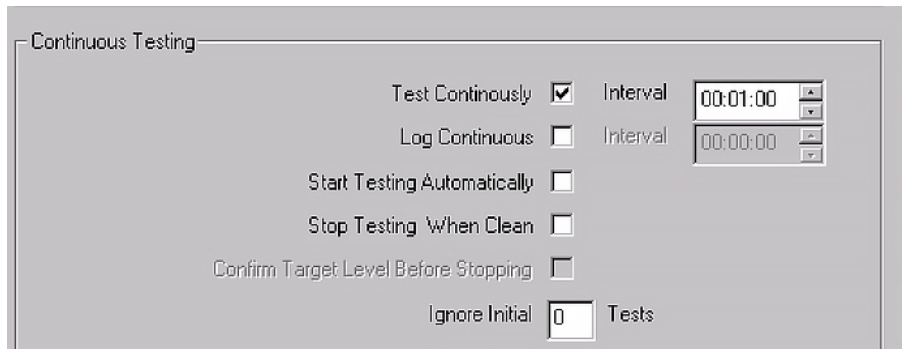 Continuous Testing
Test Continously Interval 00:01:00
Log Continuous Interval 00:00:00
Start Testing Automatically
Stop Testing When Clean
Confirm Target Level Before Stopping
Ignore Initial 0 Tests